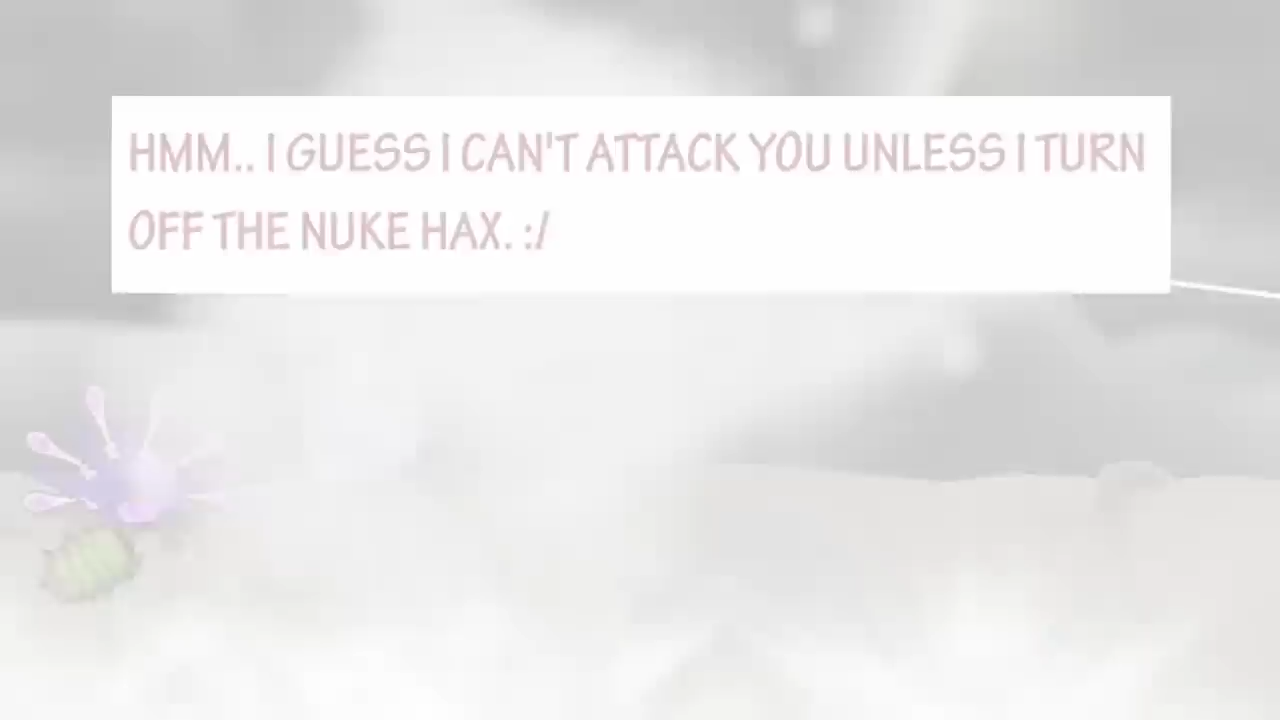 HMM.. I GUESS I CAN'T ATTACK YOU UNLESS I TURN
OFF THE NUKE HAX. :/